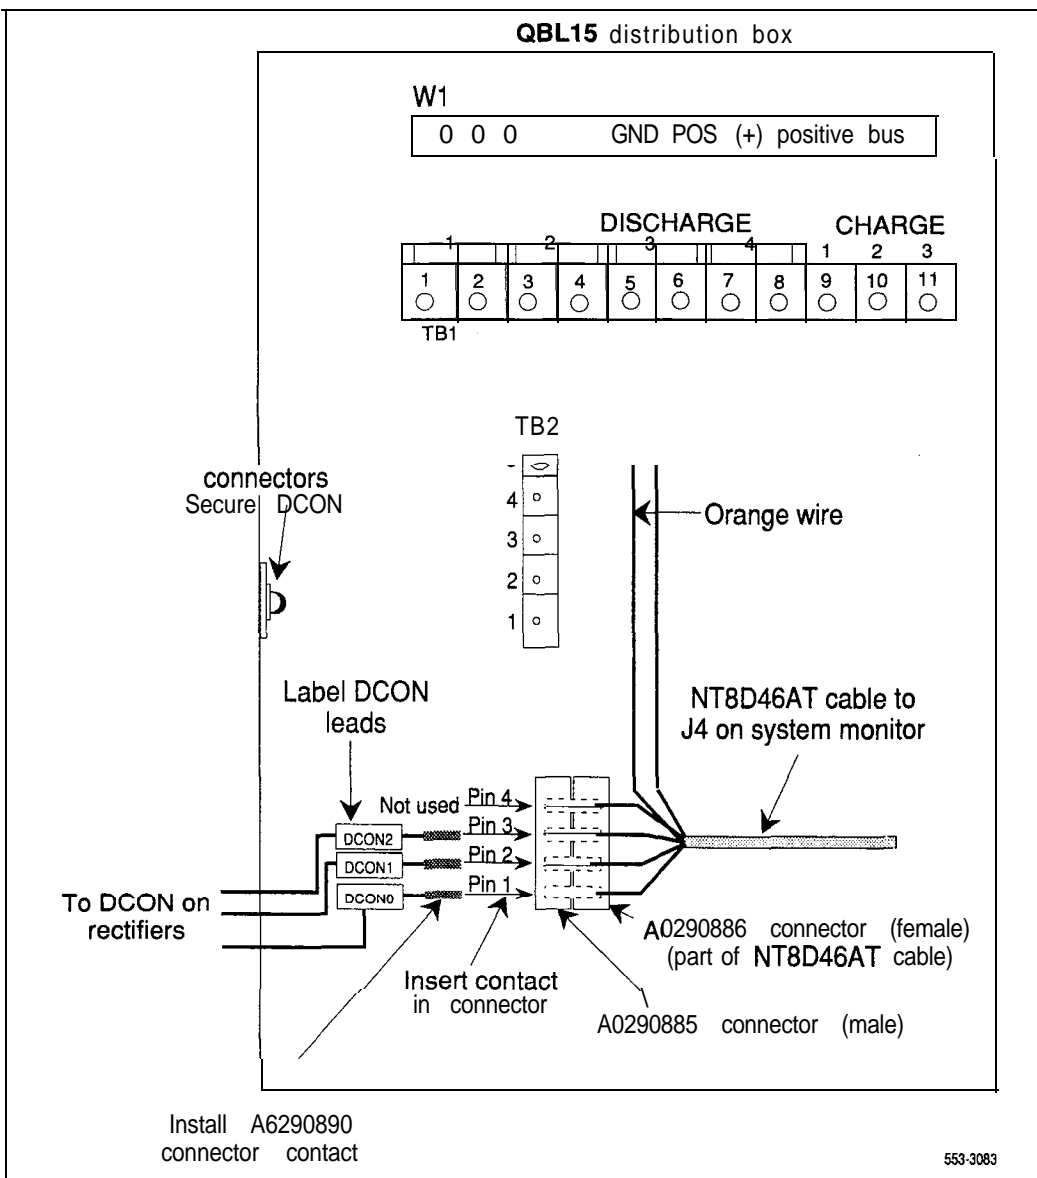 QBL15 distribution box
W1
0 0 0 GND POS (+) positive bus
DISCHARGE CHARGE
1 2 3 4 1 2 3
1 2 3 4 5 6 7 8 9 10 11
TB1
TB2
connectors
Secure DCON
4
3
2
1
Orange wire
Label DCON
leads
NT8D46AT cable to
J4 on system monitor
Not used Pin 4
DCON2 Pin 3
DCON1 Pin 2
DCON0 Pin 1
To DCON on
rectifiers
A0290886 connector (female)
(part of NT8D46AT cable)
Insert contact
in connector
A0290885 connector (male)
Install A6290890
connector contact
553-3083